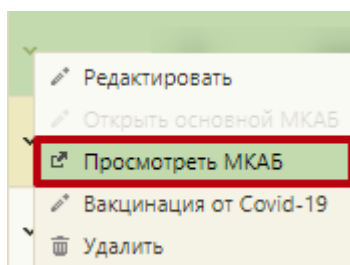 Редактировать
Открыть основной МКАБ
Просмотреть МКАБ
Вакцинация от Covid-19
Удалить